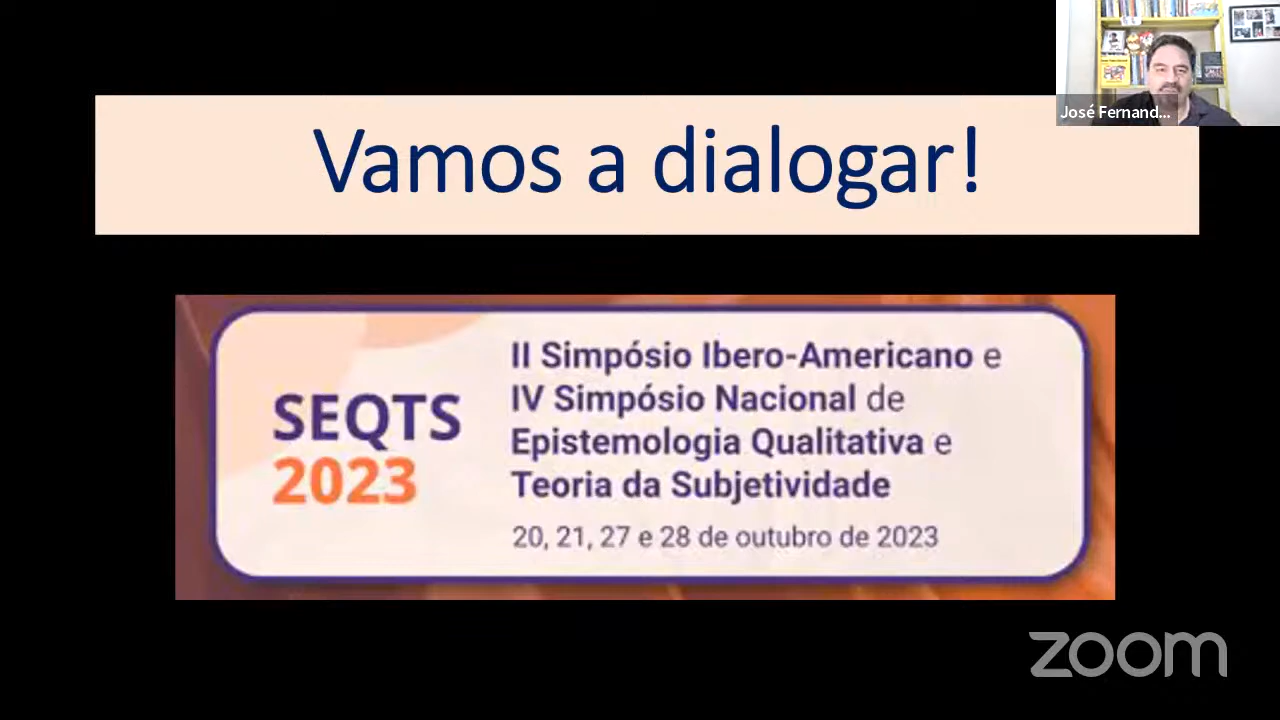 José Fernand...
Vamos a dialogar!
SEQTS
2023
II Simpósio Ibero-Americano e
IV Simpósio Nacional de
Epistemologia Qualitativa e
Teoria da Subjetividade
20, 21, 27 e 28 de outubro de 2023
zoom